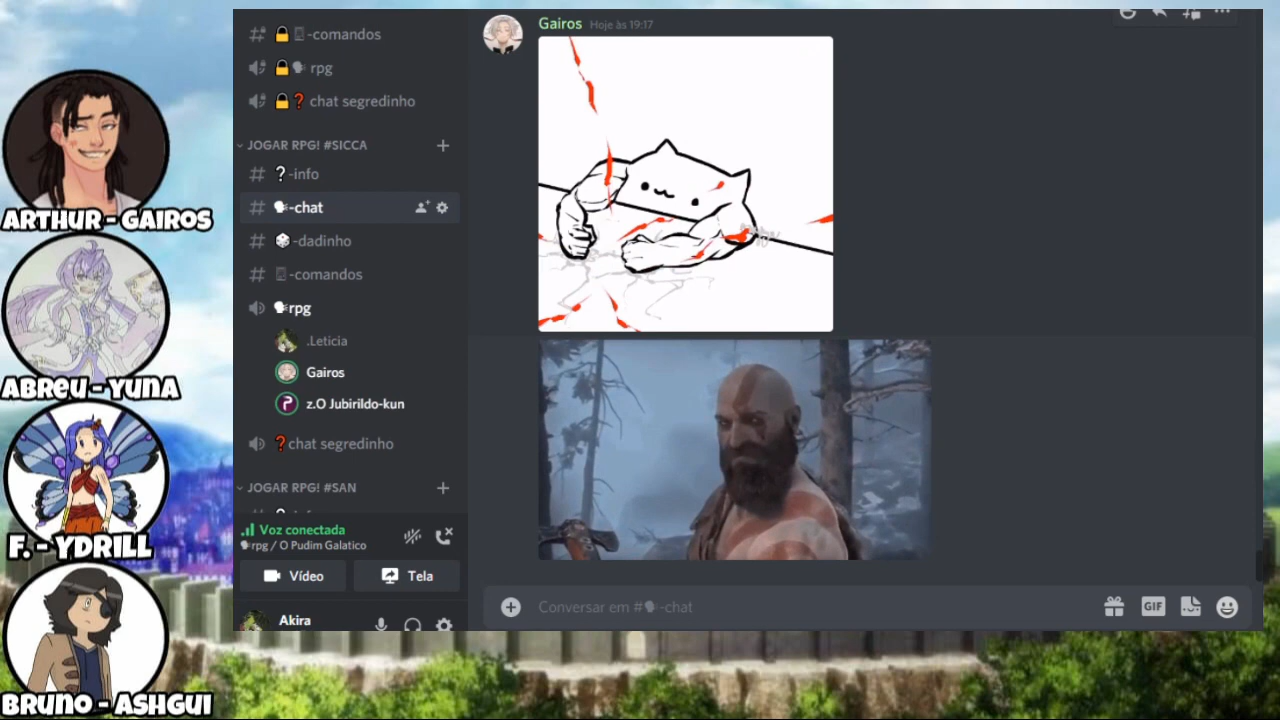 ARTHUR - GAIROS
ABREU - YUNA
F. - YDRILL
BRUNO - ASHGUI
-comandos
rpg
chat segredinho
JOGAR RPG! #SICCA
-info
-chat
-dadinho
-comandos
rpg
.Leticia
Gairos
z.O Jubirildo-kun
chat segredinho
JOGAR RPG! #SAN
Voz conectada
rpg / O Pudim Galatico
Vídeo
Tela
Akira
Gairos Hoje às 19:17
Conversar em # -chat
GIF